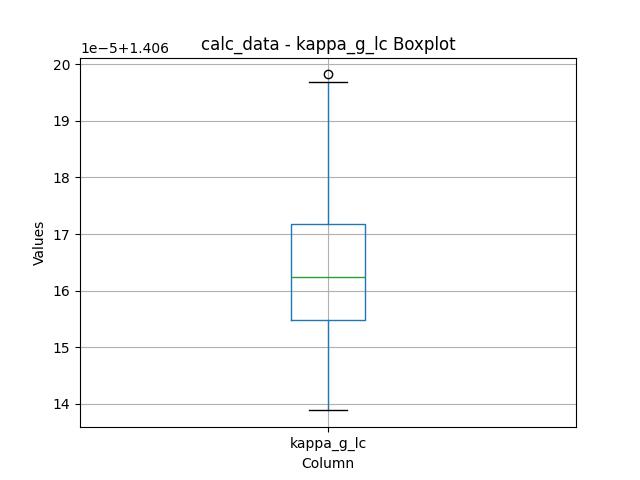 calc_data - kappa_g_lc Boxplot
1e−5+1.406
20
19
18
17
16
15
14
Values
kappa_g_lc
Column